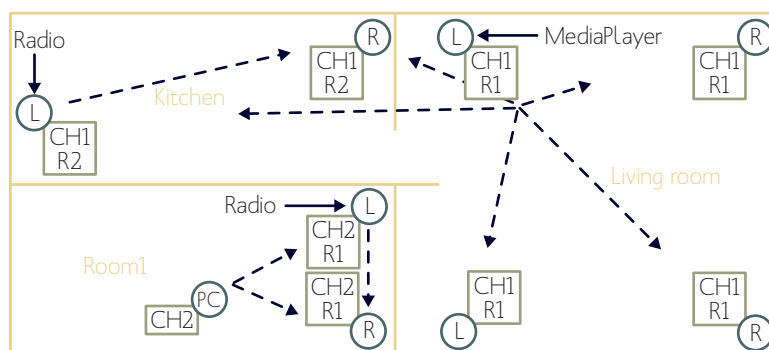 Radio
L
CH1
R2
Kitchen
R
CH1
R2
L
MediaPlayer
CH1
R1
R
CH1
R1
Living room
Radio
L
CH2
R1
Room1
PC
CH2
CH2
R1
R
CH1
R1
L
CH1
R1
R